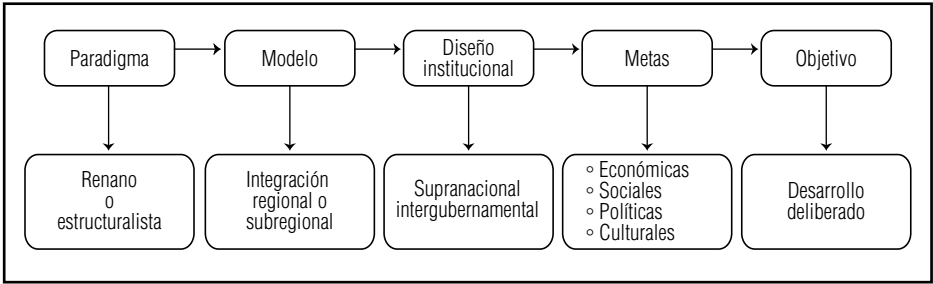 Paradigma
Modelo
Diseño
institucional
Metas
Objetivo
Renano
o
estructuralista
Integración
regional o
subregional
Supranacional
intergubernamental
° Económicas
° Sociales
° Políticas
° Culturales
Desarrollo
deliberado